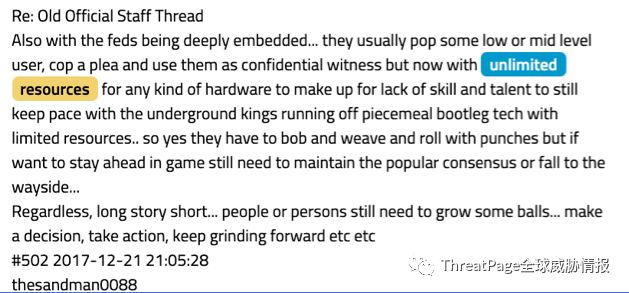 Re: Old Official Staff Thread
Also with the feds being deeply embedded... they usually pop some low or mid level
user, cop a plea and use them as confidential witness but now with unlimited
resources for any kind of hardware to make up for lack of skill and talent to still
keep pace with the underground kings running off piecemeal bootleg tech with
limited resources.. so yes they have to bob and weave and roll with punches but if
want to stay ahead in game still need to maintain the popular consensus or fall to the
wayside...
Regardless, long story short... people or persons still need to grow some balls... make
a decision, take action, keep grinding forward etc etc
#502 2017-12-21 21:05:28
ThreatPage全球威胁情报
thesandman0088